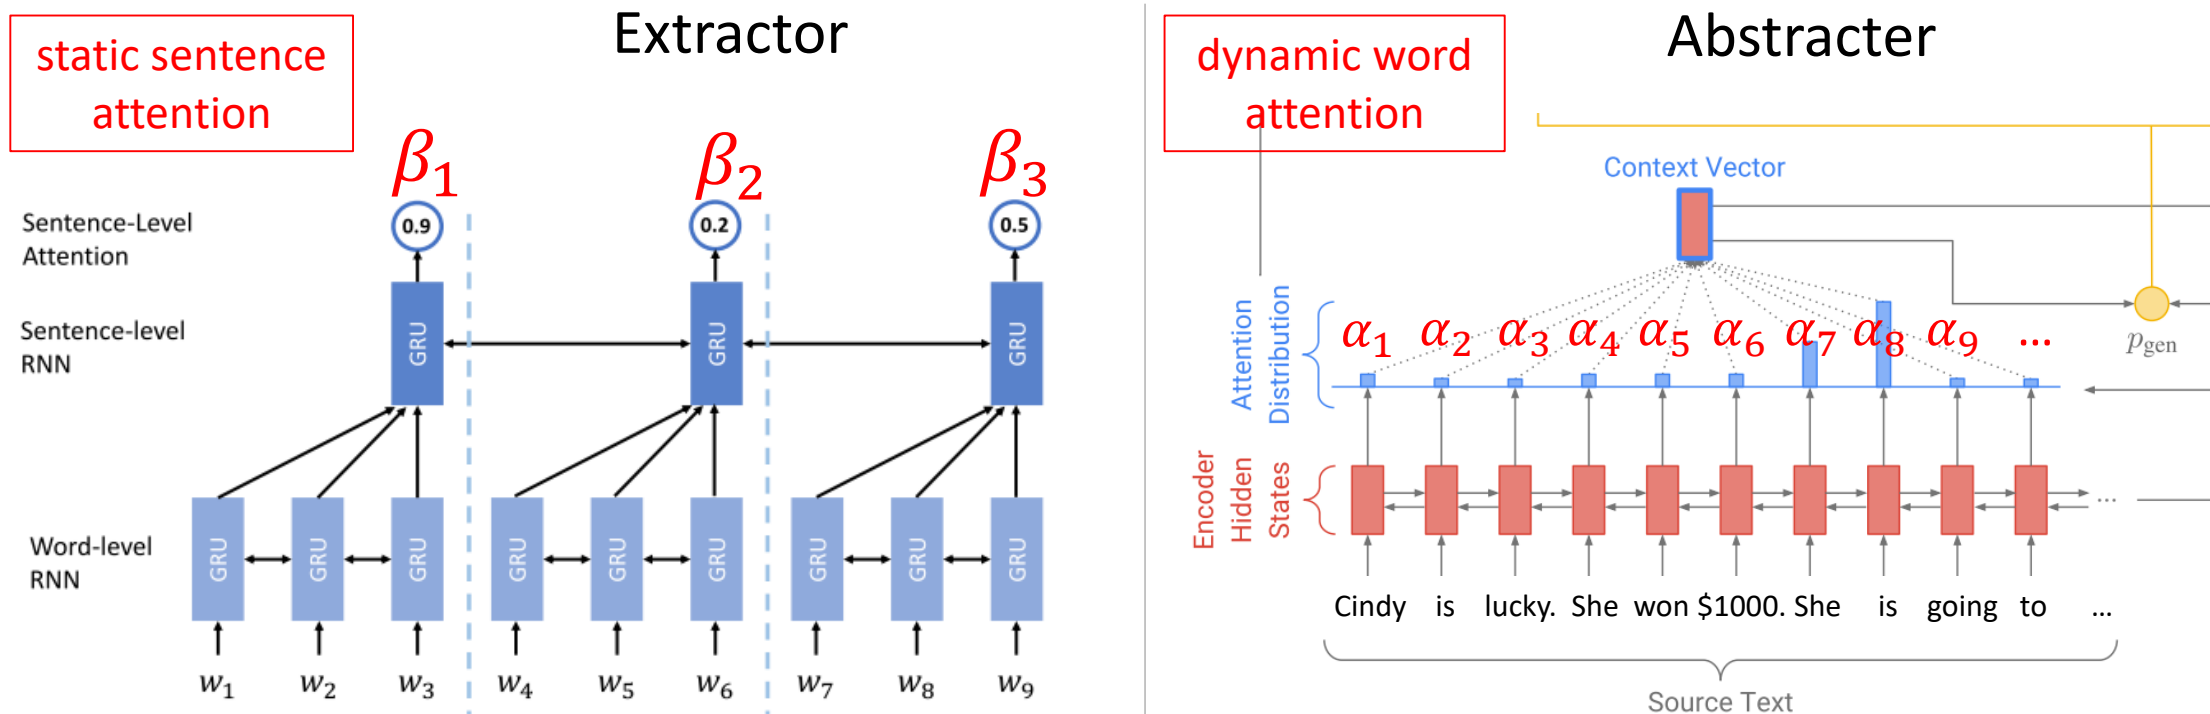 static sentence
attention
Extractor
β₁
β₂
β₃
Sentence-Level
Attention
0.9
0.2
0.5
Sentence-level
RNN
GRU
GRU
GRU
Word-level
RNN
GRU
GRU
GRU
GRU
GRU
GRU
GRU
GRU
GRU
w₁
w₂
w₃
w₄
w₅
w₆
w₇
w₈
w₉
dynamic word
attention
Abstracter
Context Vector
Attention
Distribution
α₁ α₂ α₃ α₄ α₅ α₆ α₇ α₈ α₉ ...
p_gen
Encoder
Hidden
States
...
Cindy is lucky. She won $1000. She is going to ...
Source Text